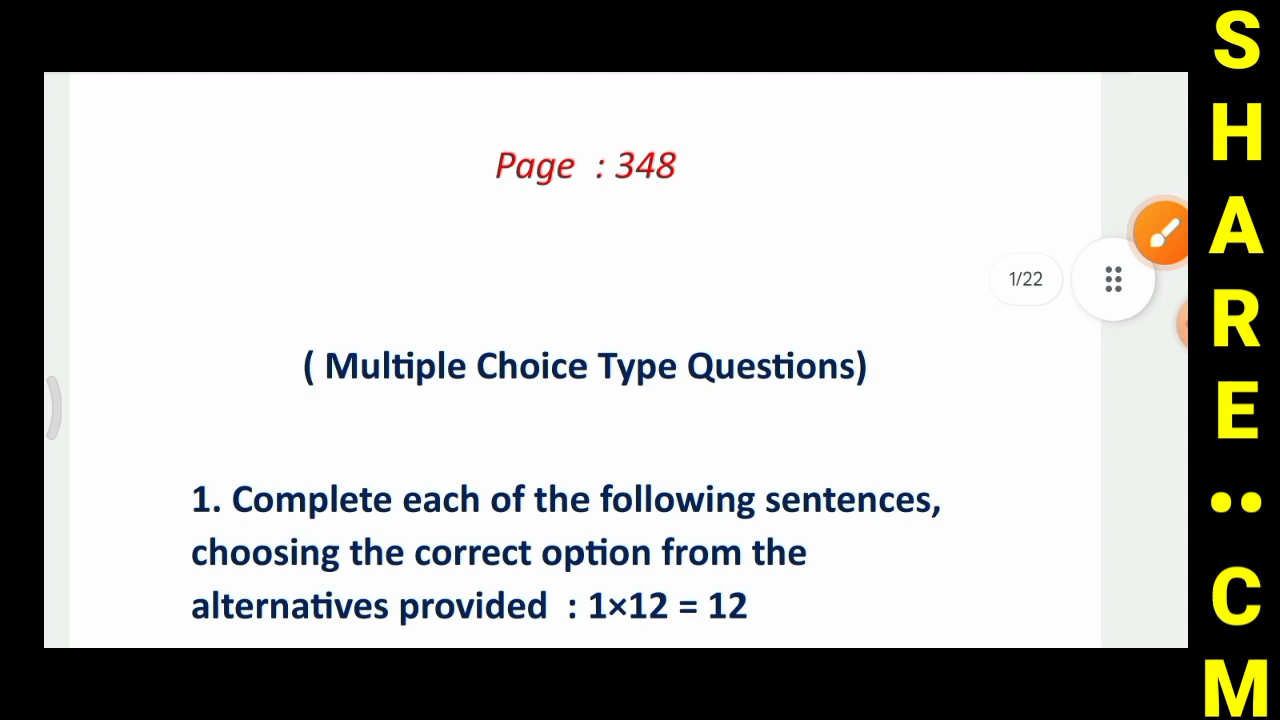 Page : 348
1/22
( Multiple Choice Type Questions)
1. Complete each of the following sentences,
choosing the correct option from the
alternatives provided : 1×12 = 12
S
H
A
R
E
••
C
M